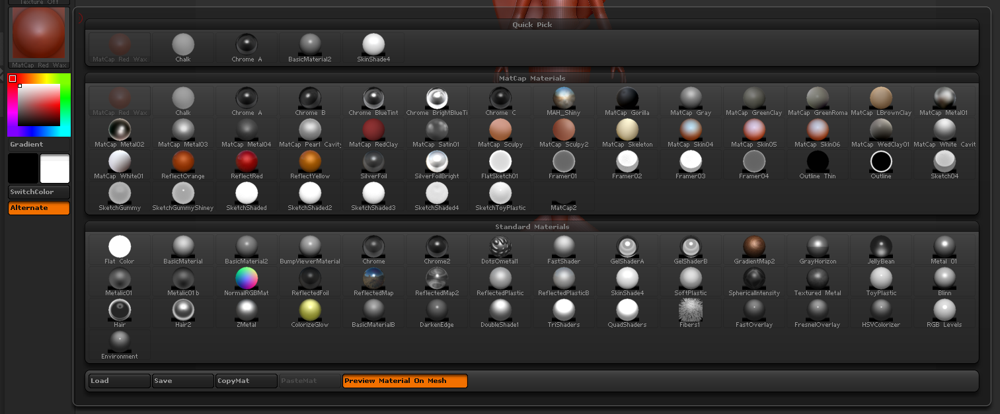 Texture Off
MatCap Red Wax
Gradient
SwitchColor
Alternate
Quick Pick
MatCap Red Wax Chalk Chrome A BasicMaterial2 SkinShade4
MatCap Materials
MatCap Red Wax Chalk Chrome A Chrome B Chrome BlueTint Chrome BrightBlueTi Chrome C MAH_Shiny MatCap Gorilla MatCap Gray MatCap GreenClay MatCap GreenRoma MatCap LBrownClay MatCap Metal01
MatCap Metal02 MatCap Metal03 MatCap Metal04 MatCap Pearl Cavity MatCap RedClay MatCap Satin01 MatCap Sculpy MatCap Sculpy2 MatCap Skeleton MatCap Skin04 MatCap Skin05 MatCap Skin06 MatCap WedClay01 MatCap White Cavit
MatCap White01 ReflectOrange ReflectRed ReflectYellow SilverFoil SilverFoilBright FlatSketch01 Framer01 Framer02 Framer03 Framer04 Outline Thin Outline Sketch04
SketchGummy SketchGummyShiney SketchShaded SketchShaded2 SketchShaded3 SketchShaded4 SketchToyPlastic MatCap2
Standard Materials
Flat Color BasicMaterial BasicMaterial2 BumpViewerMaterial Chrome Chrome2 DotsOmetal1 FastShader GelShaderA GelShaderB GradientMap2 GrayHorizon JellyBean Metal 01
Metalic01 Metalic01 b NormalRGBMat ReflectedFoil ReflectedMap ReflectedMap2 ReflectedPlastic ReflectedPlasticB SkinShade4 SoftPlastic SphericalIntensity Textured Metal ToyPlastic Blinn
Hair Hair2 ZMetal ColorizeGlow BasicMaterialB DarkenEdge DoubleShade1 TriShaders QuadShaders Fibers1 FastOverlay FresnelOverlay HSVColorizer RGB Levels
Environment
Load Save CopyMat PasteMat Preview Material On Mesh